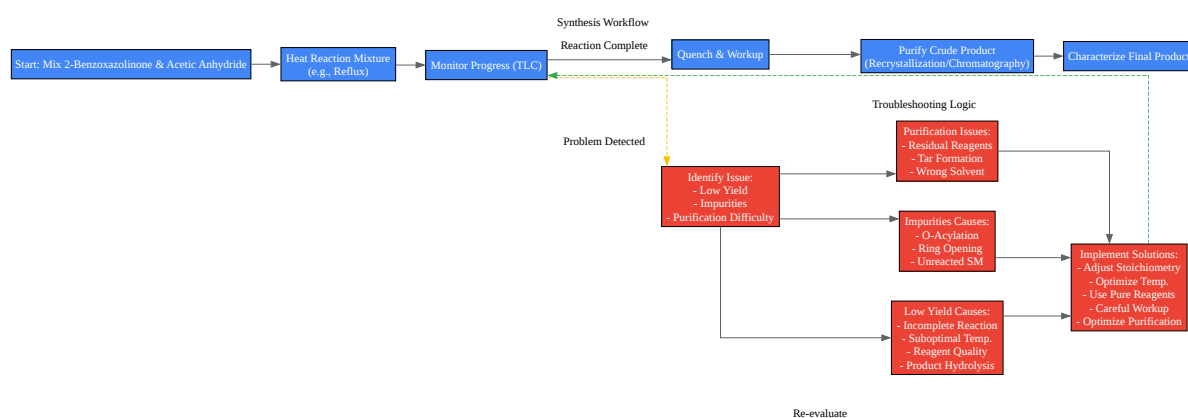 Synthesis Workflow
Start: Mix 2-Benzoxazolinone & Acetic Anhydride
Heat Reaction Mixture
(e.g., Reflux)
Monitor Progress (TLC)
Reaction Complete
Quench & Workup
Purify Crude Product
(Recrystallization/Chromatography)
Characterize Final Product
Troubleshooting Logic
Problem Detected
Identify Issue:
- Low Yield
- Impurities
- Purification Difficulty
Purification Issues:
- Residual Reagents
- Tar Formation
- Wrong Solvent
Impurities Causes:
- O-Acylation
- Ring Opening
- Unreacted SM
Low Yield Causes:
- Incomplete Reaction
- Suboptimal Temp.
- Reagent Quality
- Product Hydrolysis
Implement Solutions:
- Adjust Stoichiometry
- Optimize Temp.
- Use Pure Reagents
- Careful Workup
- Optimize Purification
Re-evaluate